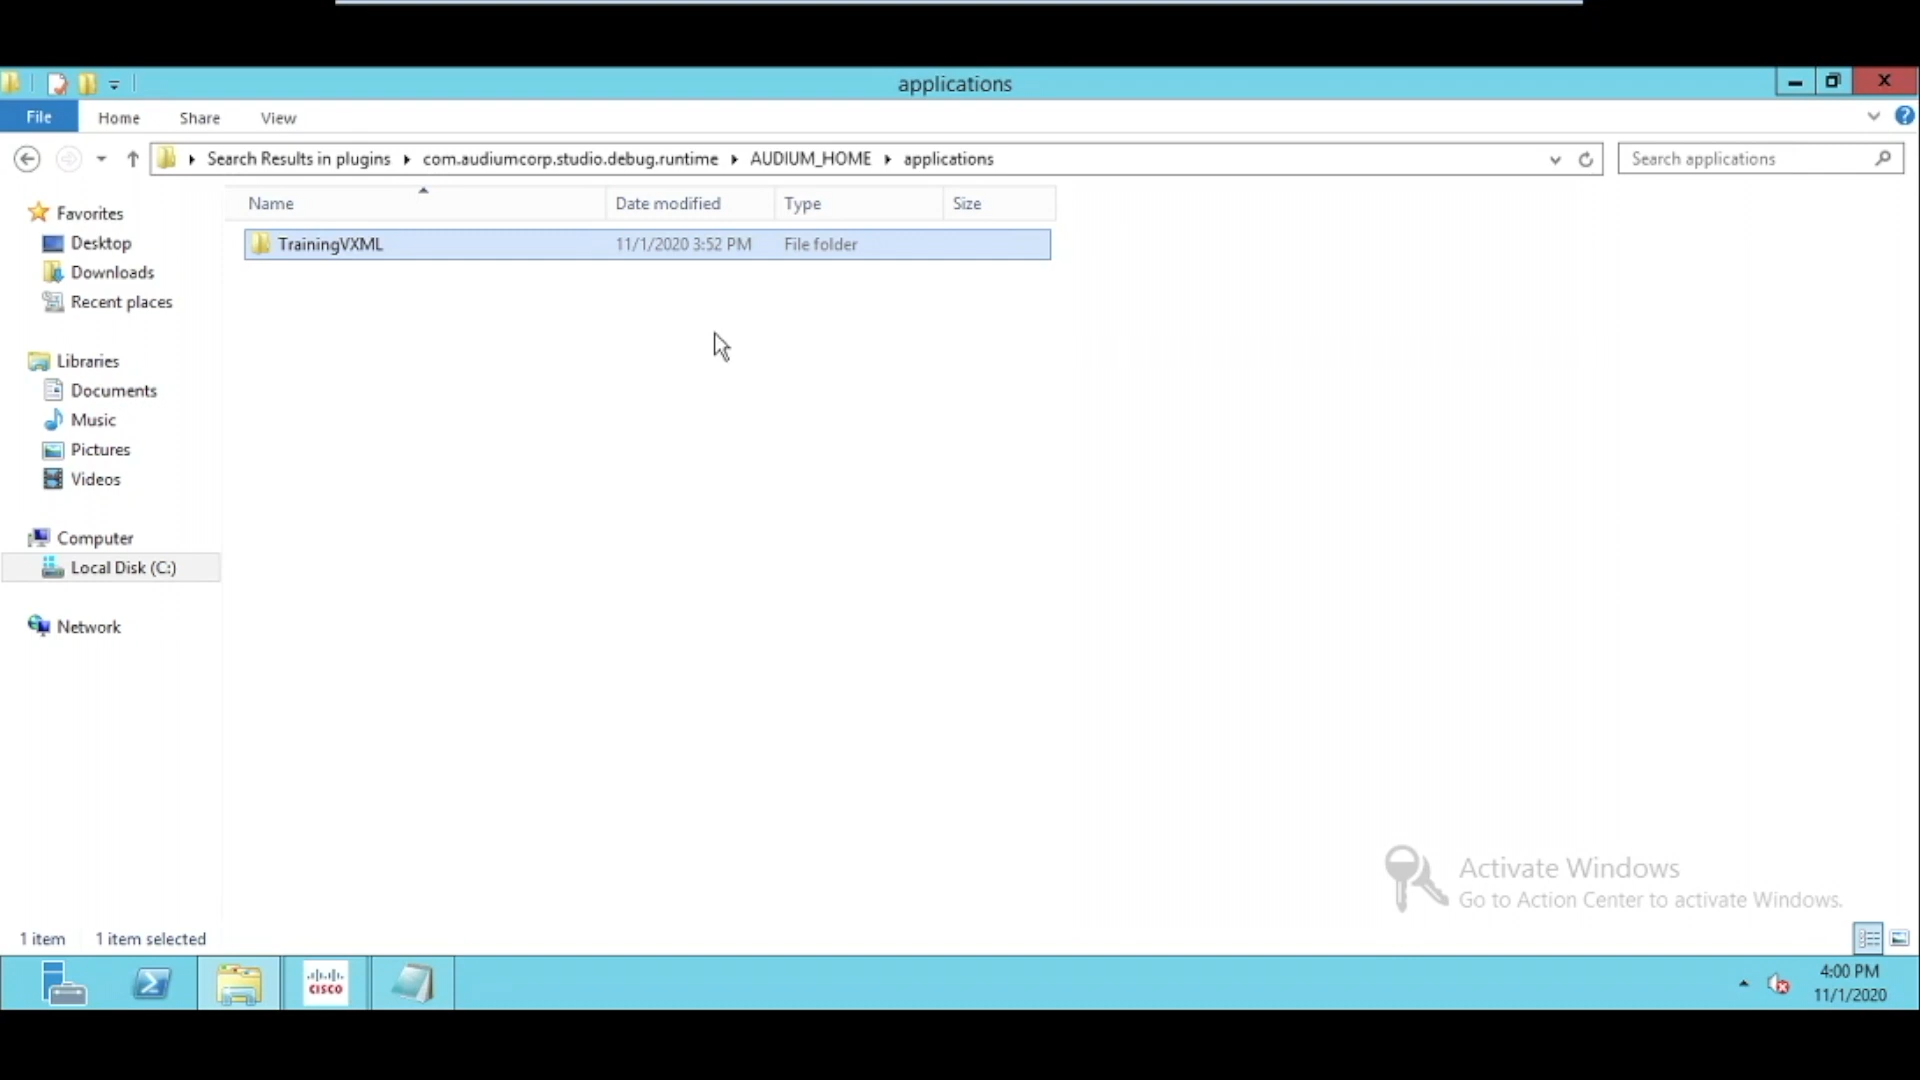 applications
File Home Share View
Search Results in plugins com.audiumcorp.studio.debug.runtime AUDIUM_HOME applications
Search applications
Name Date modified Type Size
TrainingVXML 11/1/2020 3:52 PM File folder
Favorites
Desktop
Downloads
Recent places
Libraries
Documents
Music
Pictures
Videos
Computer
Local Disk (C:)
Network
Activate Windows
Go to Action Center to activate Windows.
1 item 1 item selected
CISCO
4:00 PM
11/1/2020